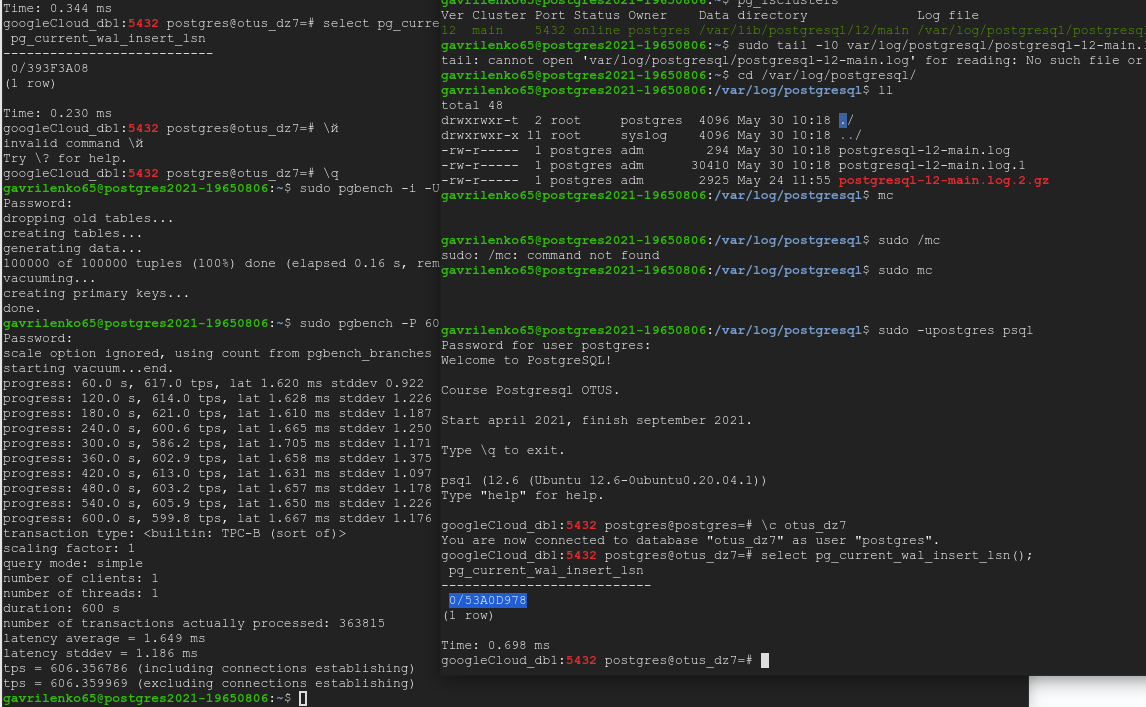 Time: 0.344 ms
googleCloud_db1:5432 postgres@otus_dz7=# select pg_curre
 pg_current_wal_insert_lsn
---------------------------
 0/393F3A08
(1 row)
Time: 0.230 ms
googleCloud_db1:5432 postgres@otus_dz7=# \й
invalid command \й
Try \? for help.
googleCloud_db1:5432 postgres@otus_dz7=# \q
gavrilenko65@postgres2021-19650806:~$ sudo pgbench -i -U
Password:
dropping old tables...
creating tables...
generating data...
100000 of 100000 tuples (100%) done (elapsed 0.16 s, rem
vacuuming...
creating primary keys...
done.
gavrilenko65@postgres2021-19650806:~$ sudo pgbench -P 60
Password:
scale option ignored, using count from pgbench_branches
starting vacuum...end.
progress: 60.0 s, 617.0 tps, lat 1.620 ms stddev 0.922
progress: 120.0 s, 614.0 tps, lat 1.628 ms stddev 1.226
progress: 180.0 s, 621.0 tps, lat 1.610 ms stddev 1.187
progress: 240.0 s, 600.6 tps, lat 1.665 ms stddev 1.250
progress: 300.0 s, 586.2 tps, lat 1.705 ms stddev 1.171
progress: 360.0 s, 602.9 tps, lat 1.658 ms stddev 1.375
progress: 420.0 s, 613.0 tps, lat 1.631 ms stddev 1.097
progress: 480.0 s, 603.2 tps, lat 1.657 ms stddev 1.178
progress: 540.0 s, 605.9 tps, lat 1.650 ms stddev 1.226
progress: 600.0 s, 599.8 tps, lat 1.667 ms stddev 1.176
transaction type: <builtin: TPC-B (sort of)>
scaling factor: 1
query mode: simple
number of clients: 1
number of threads: 1
duration: 600 s
number of transactions actually processed: 363815
latency average = 1.649 ms
latency stddev = 1.186 ms
tps = 606.356786 (including connections establishing)
tps = 606.359969 (excluding connections establishing)
gavrilenko65@postgres2021-19650806:~$
gavrilenko65@postgres2021-19650806:~$ pg_lsclusters
Ver Cluster Port Status Owner    Data directory              Log file
12  main    5432 online postgres /var/lib/postgresql/12/main /var/log/postgresql/postgresq
gavrilenko65@postgres2021-19650806:~$ sudo tail -10 var/log/postgresql/postgresql-12-main.
tail: cannot open 'var/log/postgresql/postgresql-12-main.log' for reading: No such file or
gavrilenko65@postgres2021-19650806:~$ cd /var/log/postgresql/
gavrilenko65@postgres2021-19650806:/var/log/postgresql$ ll
total 48
drwxrwxr-t  2 root     postgres  4096 May 30 10:18 ./
drwxrwxr-x 11 root     syslog    4096 May 30 10:18 ../
-rw-r-----  1 postgres adm        294 May 30 10:18 postgresql-12-main.log
-rw-r-----  1 postgres adm      30410 May 30 10:18 postgresql-12-main.log.1
-rw-r-----  1 postgres adm       2925 May 24 11:55 postgresql-12-main.log.2.gz
gavrilenko65@postgres2021-19650806:/var/log/postgresql$ mc
gavrilenko65@postgres2021-19650806:/var/log/postgresql$ sudo /mc
sudo: /mc: command not found
gavrilenko65@postgres2021-19650806:/var/log/postgresql$ sudo mc
gavrilenko65@postgres2021-19650806:/var/log/postgresql$ sudo -upostgres psql
Password for user postgres:
Welcome to PostgreSQL!
Course Postgresql OTUS.
Start april 2021, finish september 2021.
Type \q to exit.
psql (12.6 (Ubuntu 12.6-0ubuntu0.20.04.1))
Type "help" for help.
googleCloud_db1:5432 postgres@postgres=# \c otus_dz7
You are now connected to database "otus_dz7" as user "postgres".
googleCloud_db1:5432 postgres@otus_dz7=# select pg_current_wal_insert_lsn();
 pg_current_wal_insert_lsn
---------------------------
 0/53A0D978
(1 row)
Time: 0.698 ms
googleCloud_db1:5432 postgres@otus_dz7=#